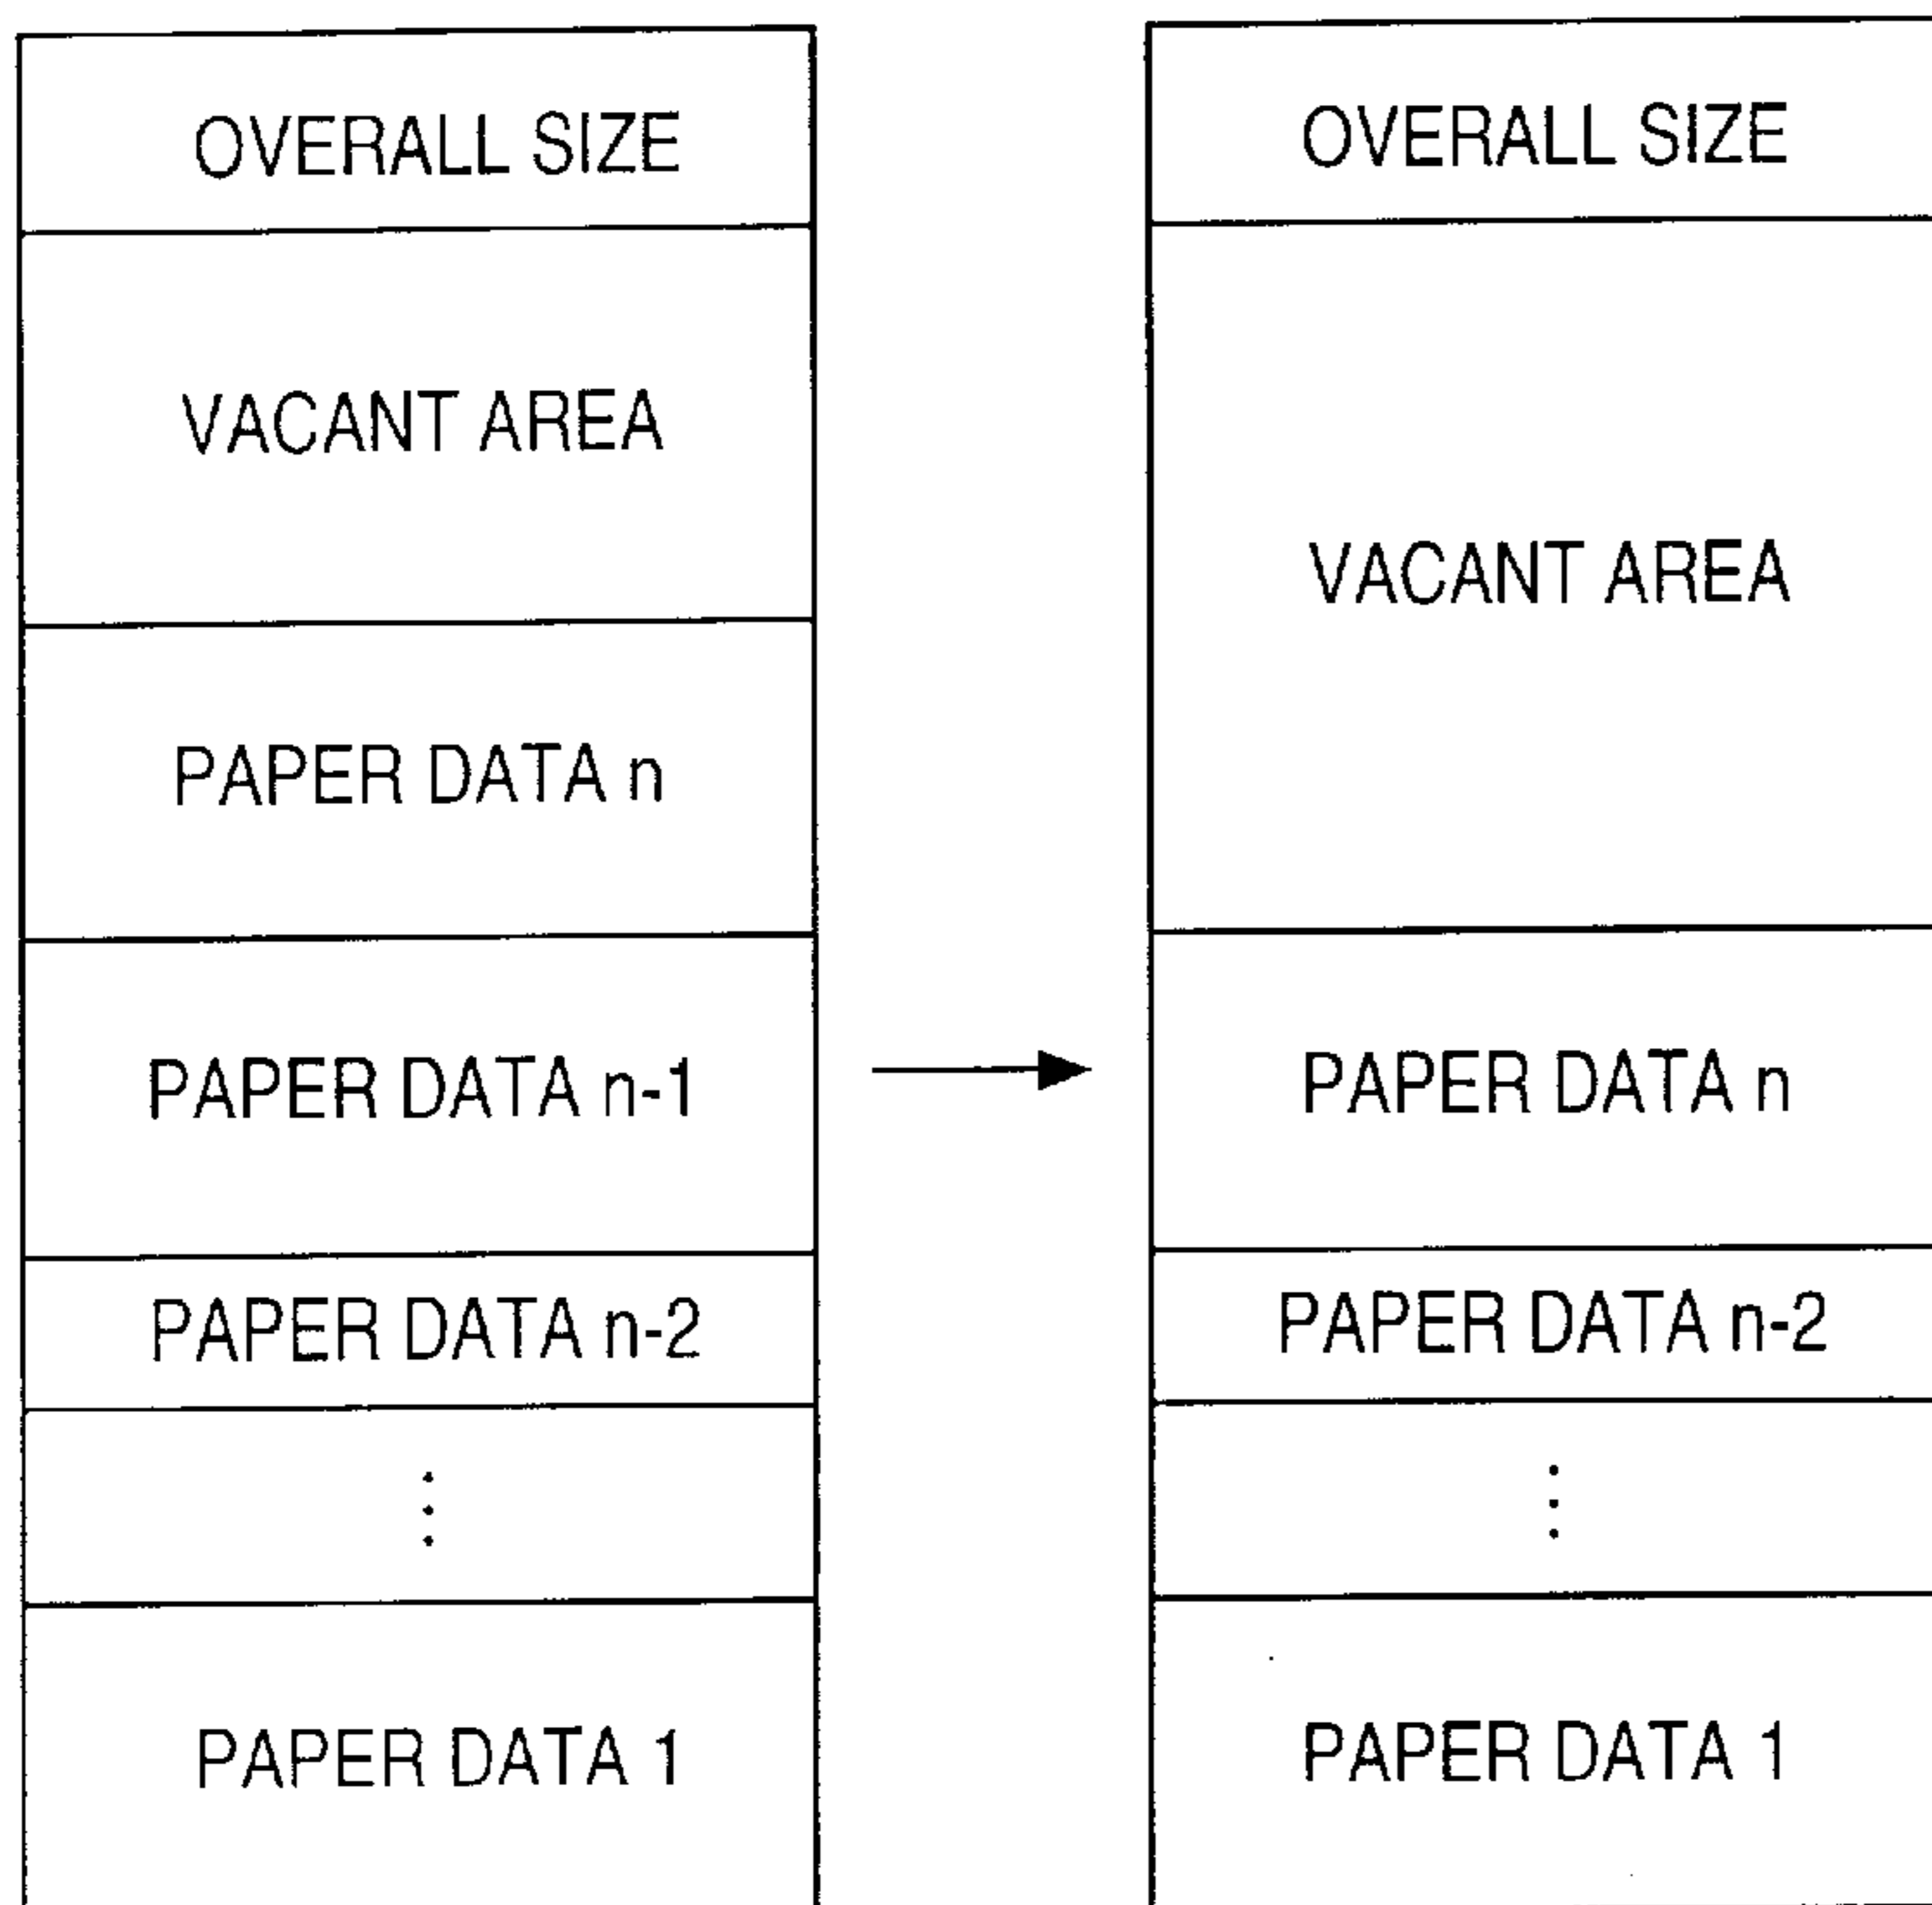 OVERALL SIZE
VACANT AREA
PAPER DATA n
PAPER DATA n-1
PAPER DATA n-2
⋮
PAPER DATA 1
OVERALL SIZE
VACANT AREA
PAPER DATA n
PAPER DATA n-2
⋮
PAPER DATA 1